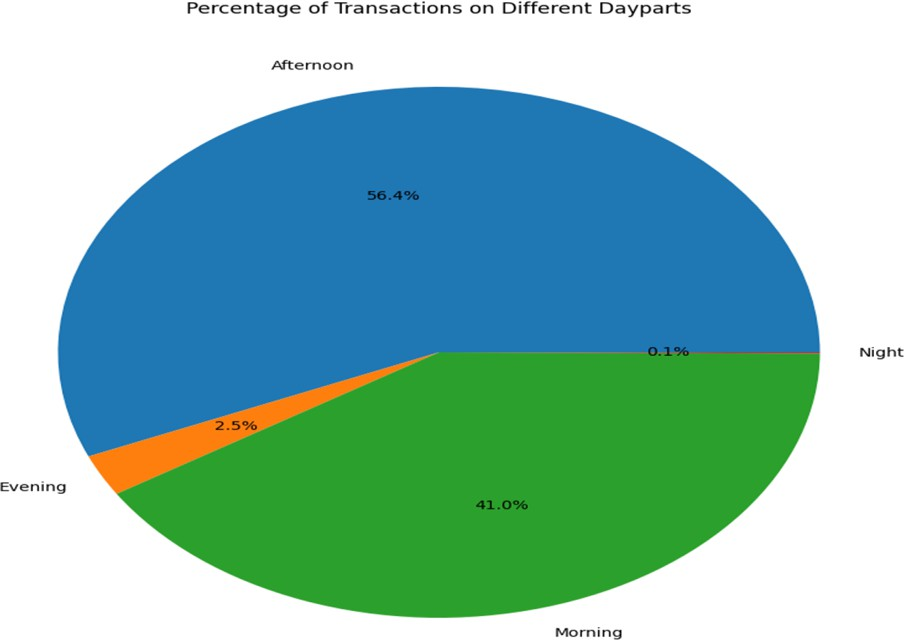 Percentage of Transactions on Different Dayparts
Afternoon
56.4%
0.1%
Night
2.5%
Evening
41.0%
Morning